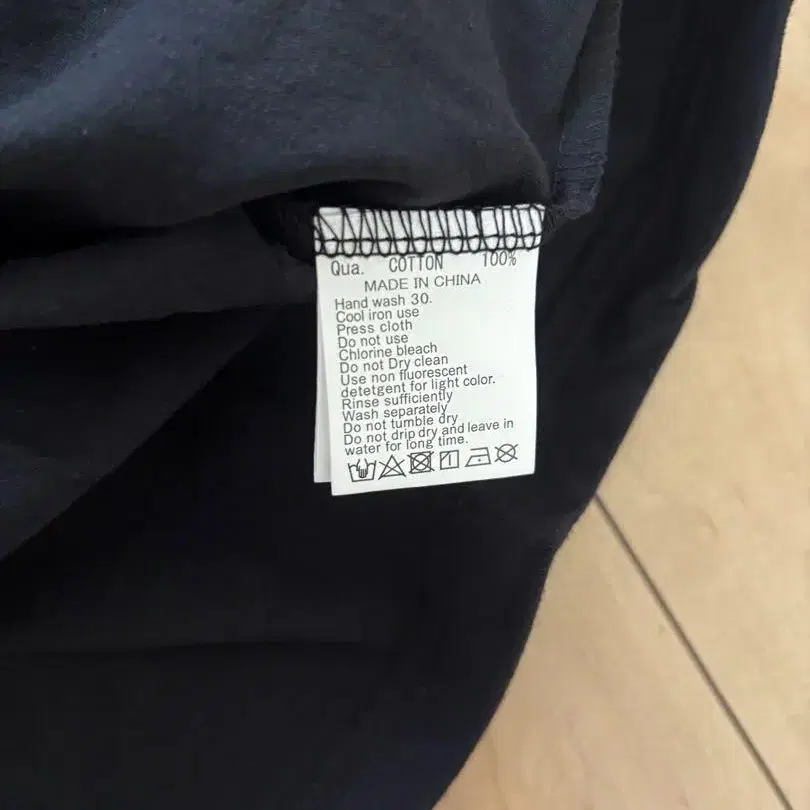 Qua. COTTON 100%
MADE IN CHINA
Hand wash 30.
Cool iron use
Press cloth
Do not use
Chlorine bleach
Do not Dry clean
Use non fluorescent
detetgent for light color.
Rinse sufficiently
Wash separately
Do not tumble dry
Do not drip dry and leave in
water for long time.